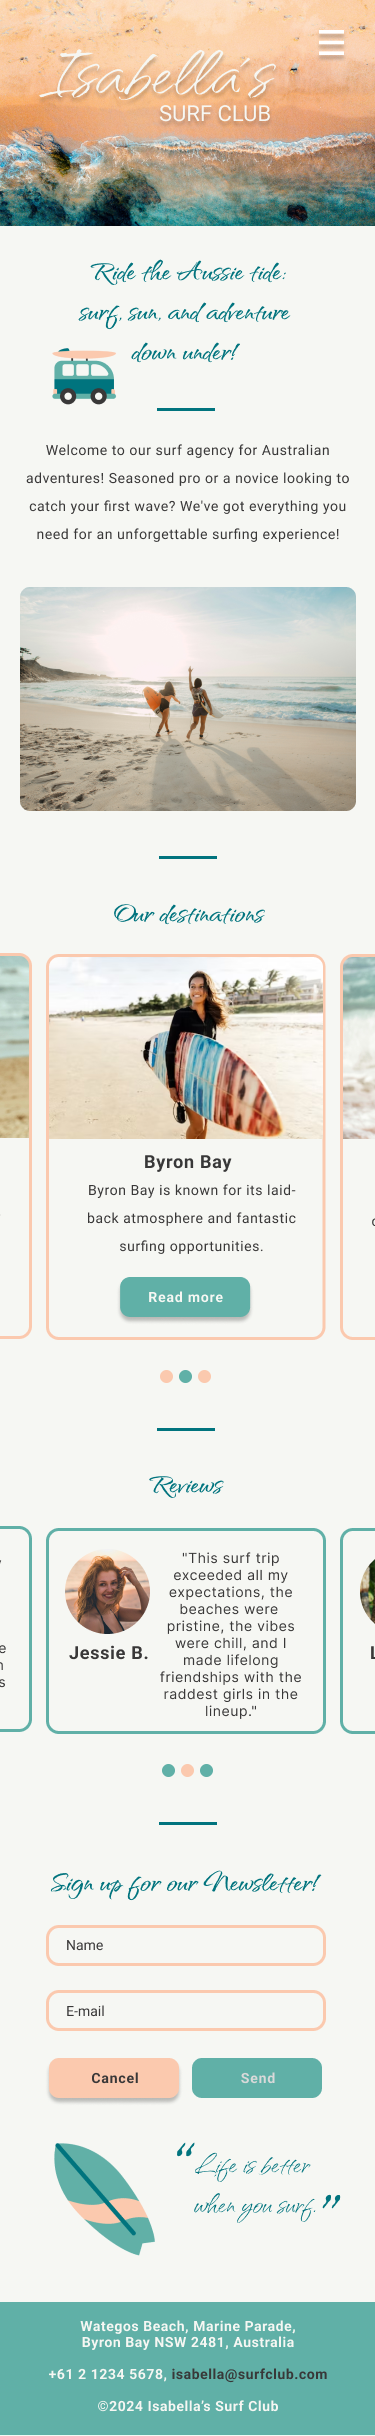 Isabella's
SURF CLUB
Ride the Aussie tide:
surf, sun, and adventure
down under!
Welcome to our surf agency for Australian
adventures! Seasoned pro or a novice looking to
catch your first wave? We've got everything you
need for an unforgettable surfing experience!
Our destinations
Byron Bay
Byron Bay is known for its laid-
back atmosphere and fantastic
surfing opportunities.
Read more
Reviews
"This surf trip
exceeded all my
expectations, the
beaches were
pristine, the vibes
were chill, and I
made lifelong
friendships with the
raddest girls in the
lineup."
Jessie B.
Sign up for our Newsletter!
Name
E-mail
Cancel
Send
“Life is better
when you surf.”
Wategos Beach, Marine Parade,
Byron Bay NSW 2481, Australia
+61 2 1234 5678, isabella@surfclub.com
©2024 Isabella’s Surf Club